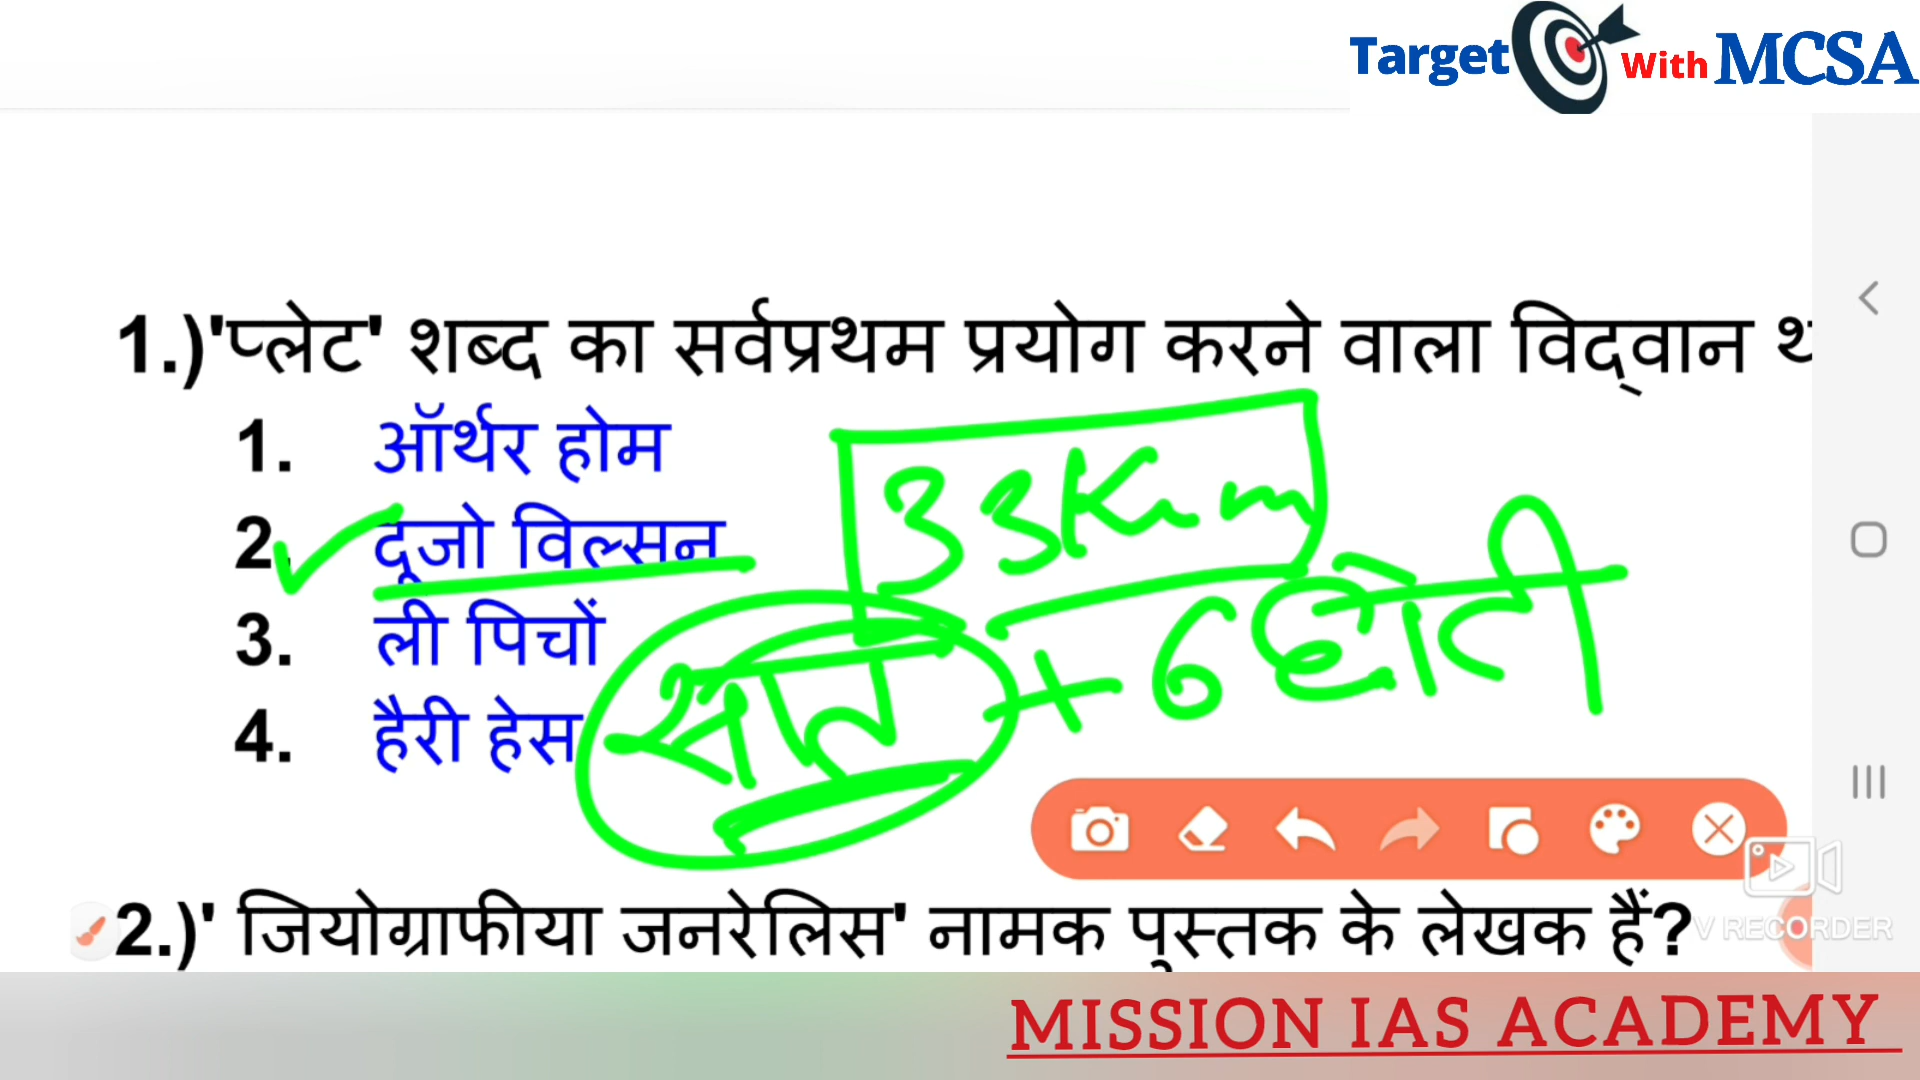 Target With MCSA
1.)'प्लेट' शब्द का सर्वप्रथम प्रयोग करने वाला विद्‌वान थ
1. ऑर्थर होम
2. दूजो विल्सन
3. ली पिचों
4. हैरी हेस
33Km
सात + 6 छोटी
2.)' जियोग्राफीया जनरेलिस' नामक पुस्तक के लेखक हैं?
V RECORDER
MISSION IAS ACADEMY